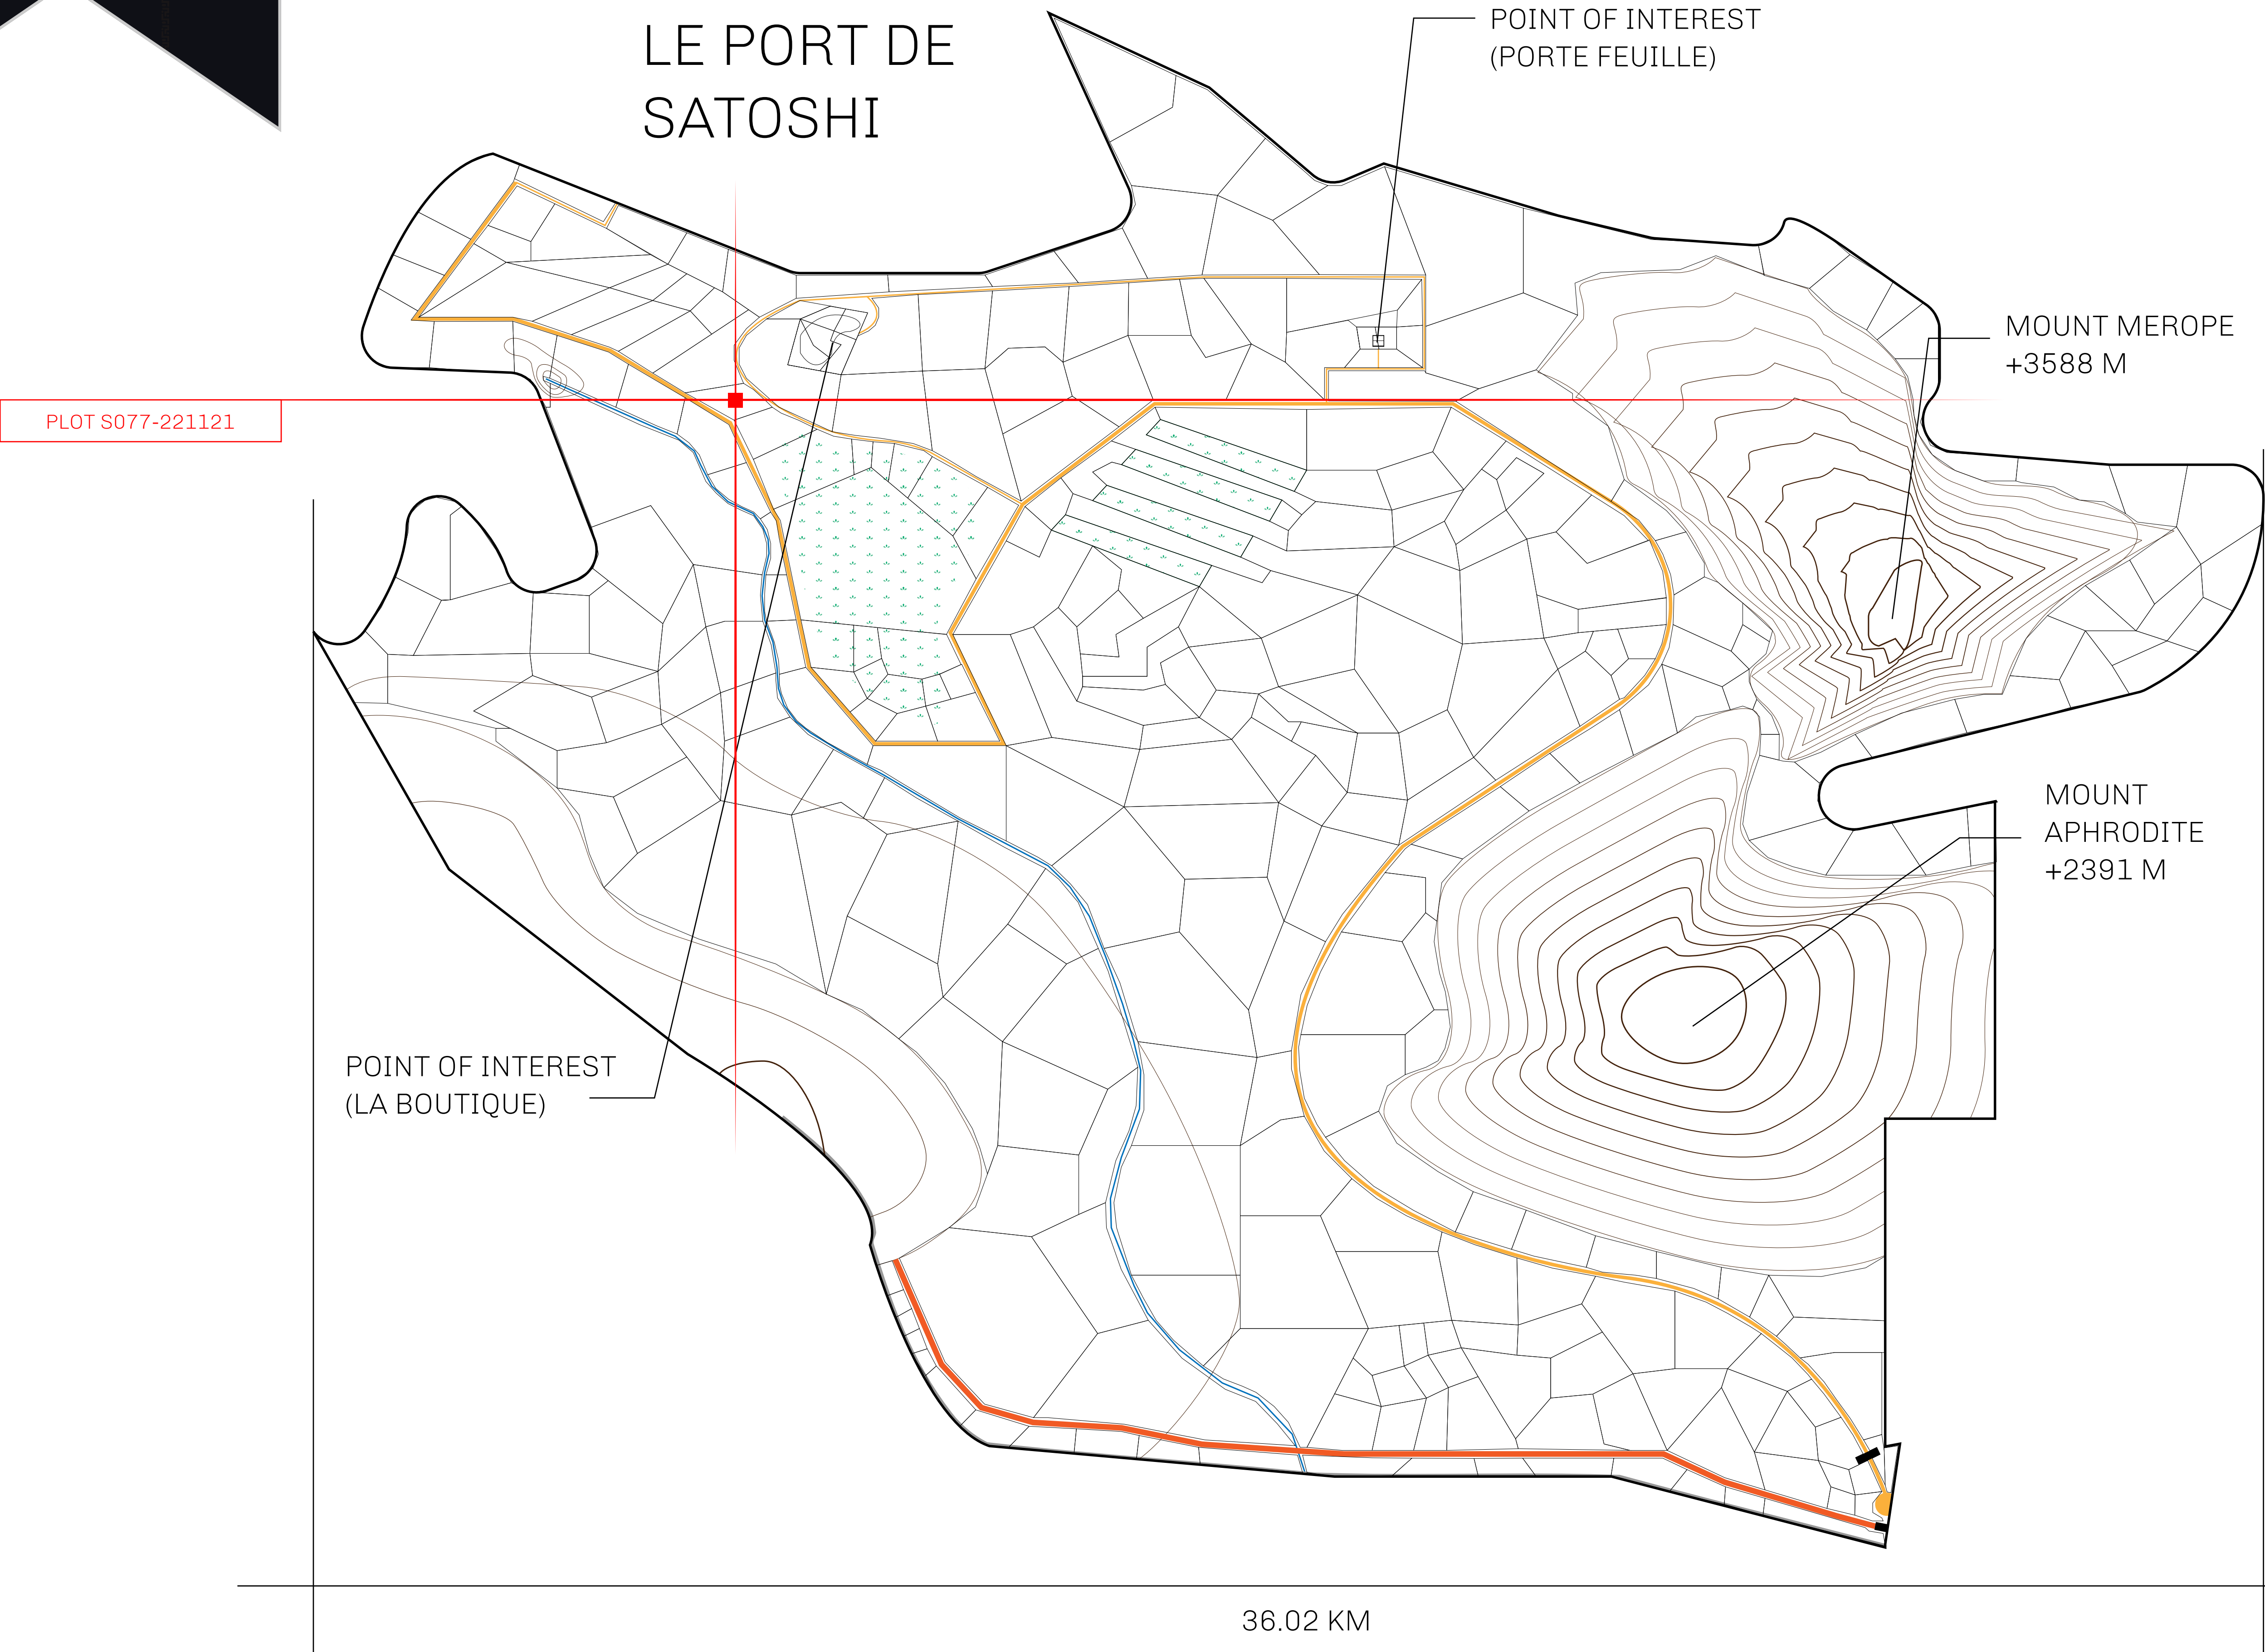 LE PORT DE
SATOSHI
POINT OF INTEREST
(PORTE FEUILLE)
MOUNT MEROPE
+3588 M
PLOT S077-221121
MOUNT
APHRODITE
+2391 M
POINT OF INTEREST
(LA BOUTIQUE)
36.02 KM